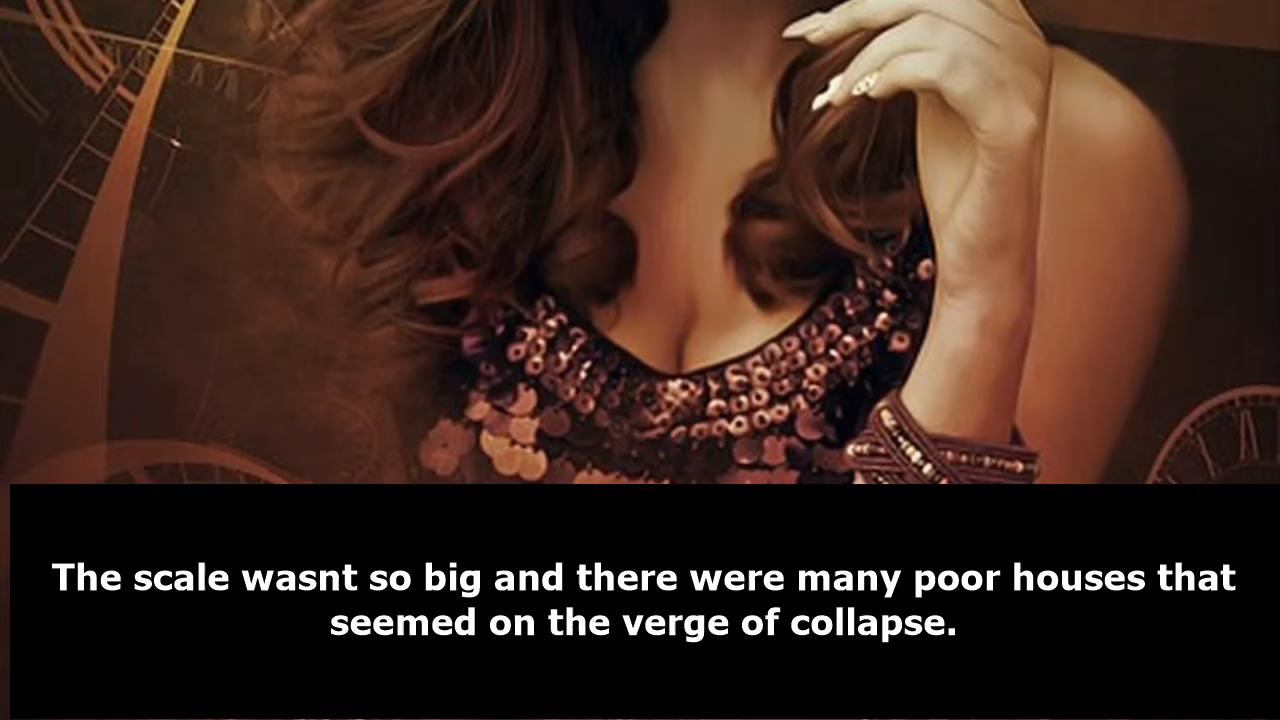 The scale wasnt so big and there were many poor houses that
seemed on the verge of collapse.